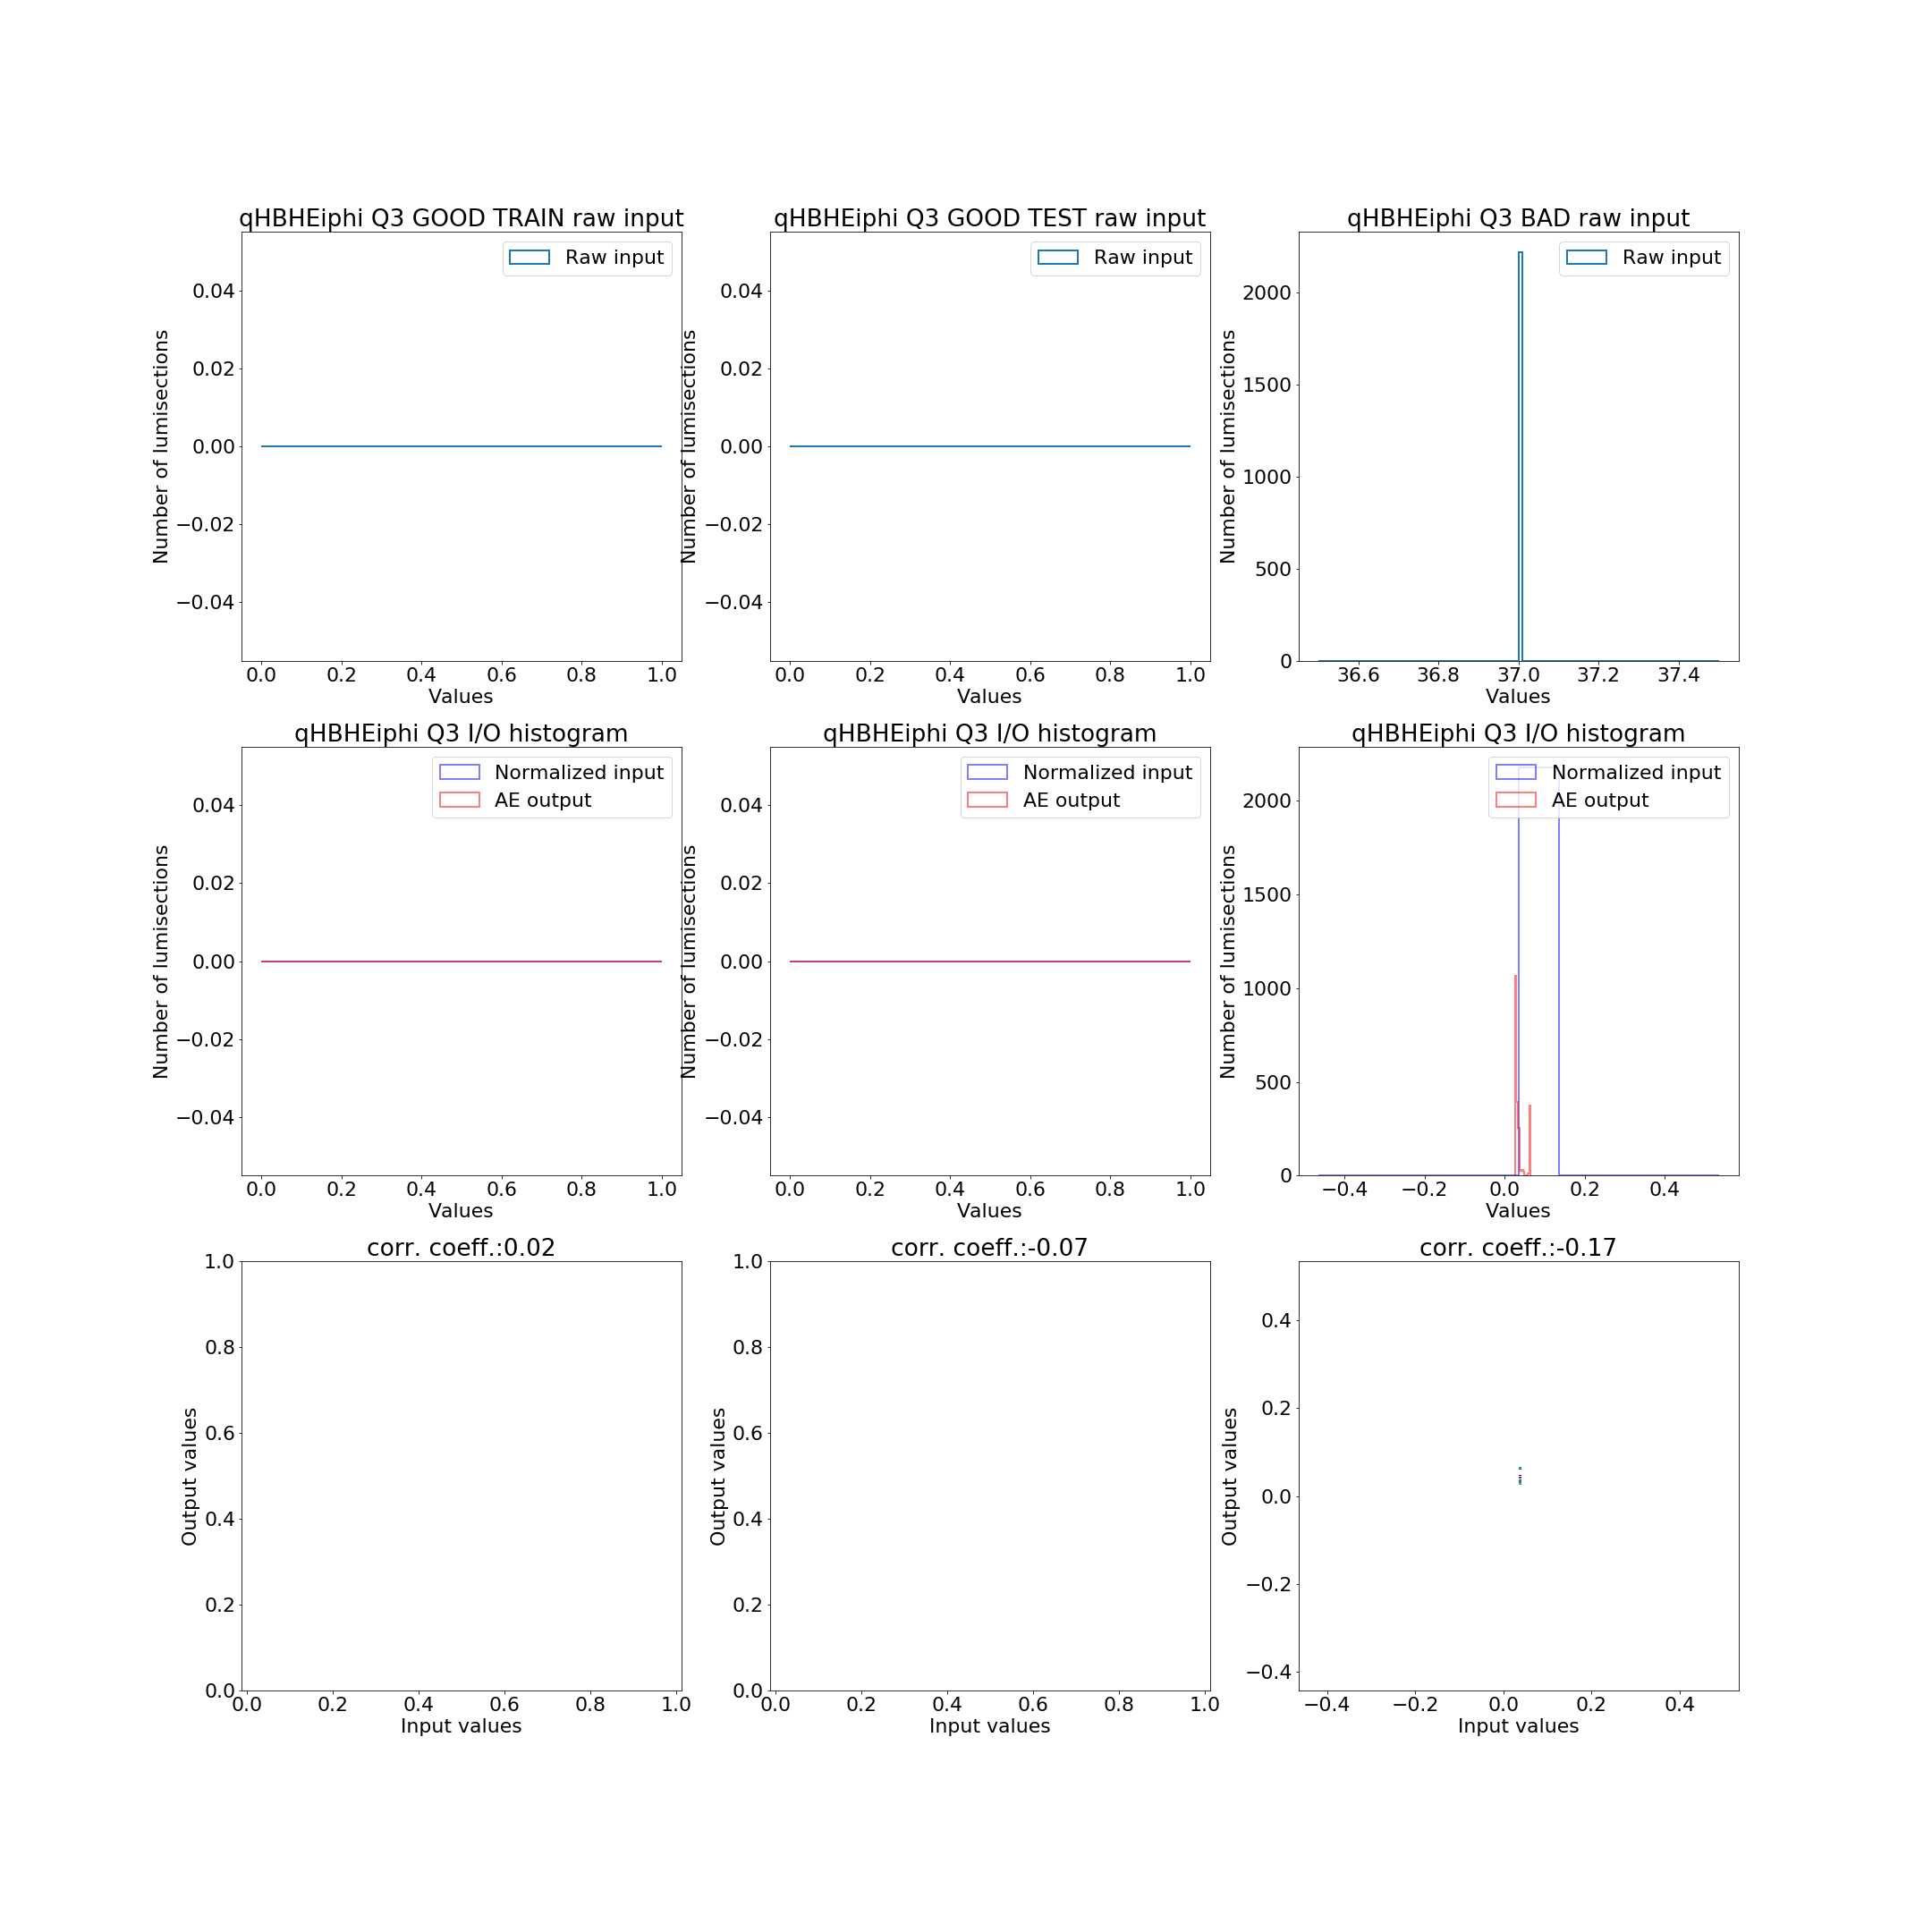 qHBHEiphi Q3 GOOD TRAIN raw input
Raw input
0.04
0.02
0.00
−0.02
−0.04
Number of lumisections
0.0 0.2 0.4 0.6 0.8 1.0
Values
qHBHEiphi Q3 GOOD TEST raw input
Raw input
0.04
0.02
0.00
−0.02
−0.04
Number of lumisections
0.0 0.2 0.4 0.6 0.8 1.0
Values
qHBHEiphi Q3 BAD raw input
Raw input
2000
1500
1000
500
0
Number of lumisections
36.6 36.8 37.0 37.2 37.4
Values
qHBHEiphi Q3 I/O histogram
Normalized input
AE output
0.04
0.02
0.00
−0.02
−0.04
Number of lumisections
0.0 0.2 0.4 0.6 0.8 1.0
Values
qHBHEiphi Q3 I/O histogram
Normalized input
AE output
0.04
0.02
0.00
−0.02
−0.04
Number of lumisections
0.0 0.2 0.4 0.6 0.8 1.0
Values
qHBHEiphi Q3 I/O histogram
Normalized input
AE output
2000
1500
1000
500
0
Number of lumisections
−0.4 −0.2 0.0 0.2 0.4
Values
corr. coeff.:0.02
1.0
0.8
0.6
0.4
0.2
0.0
Output values
0.0 0.2 0.4 0.6 0.8 1.0
Input values
corr. coeff.:-0.07
1.0
0.8
0.6
0.4
0.2
0.0
Output values
0.0 0.2 0.4 0.6 0.8 1.0
Input values
corr. coeff.:-0.17
0.4
0.2
0.0
−0.2
−0.4
Output values
−0.4 −0.2 0.0 0.2 0.4
Input values